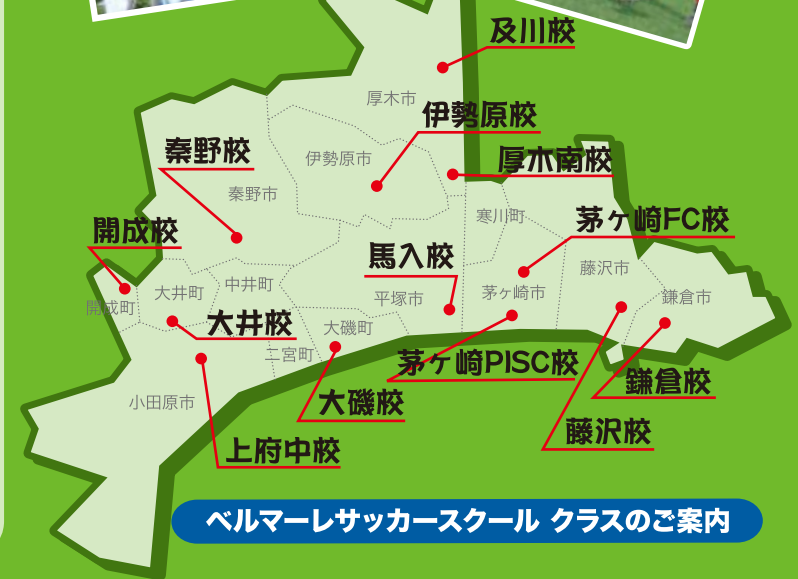 及川校
厚木市
伊勢原校
秦野校
伊勢原市
厚木南校
秦野市
寒川町
茅ヶ崎FC校
開成校
馬入校
藤沢市
中井町
大井町
開成町
平塚市
茅ヶ崎市
鎌倉市
大井校
大磯町
二宮町
茅ヶ崎PISC校
鎌倉校
小田原市
大磯校
藤沢校
上府中校
ベルマーレサッカースクール クラスのご案内